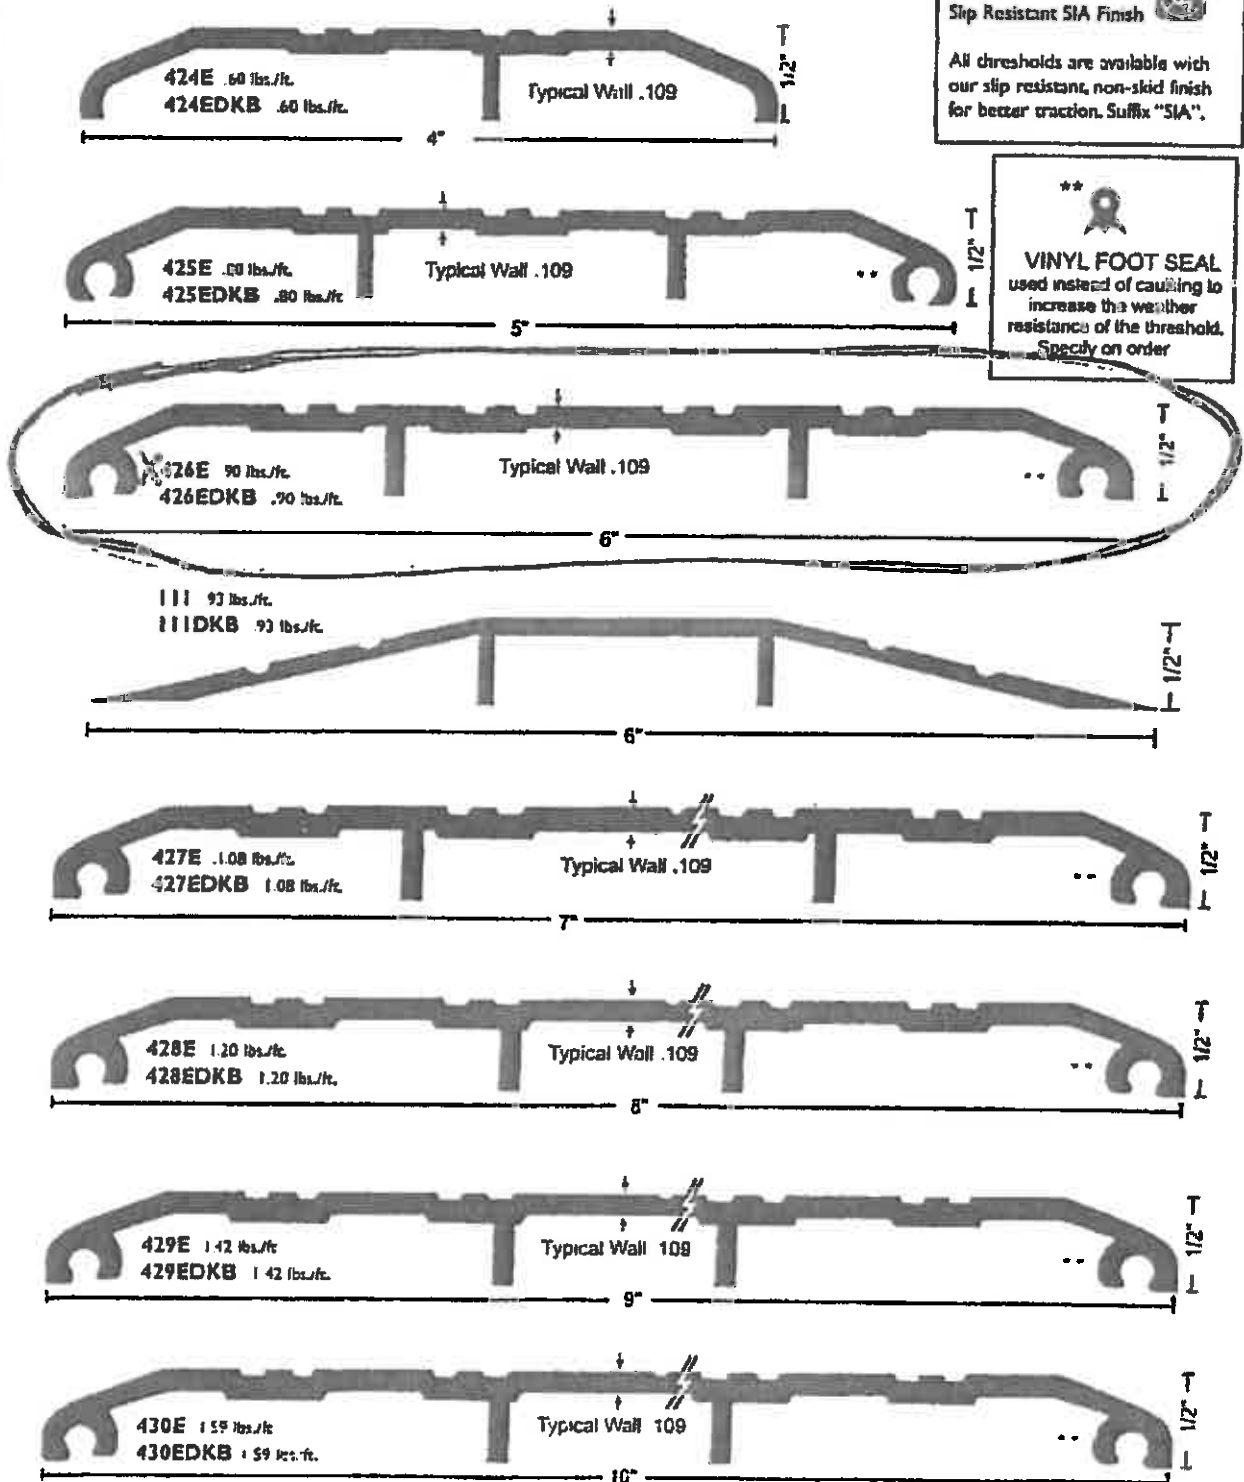 Slip Resistant SIA Finish
All thresholds are available with
our slip resistant, non-skid finish
for better traction. Suffix "SIA".
424E .60 lbs./ft.
424EDKB .60 lbs./ft.
Typical Wall .109
1/2"
4"
**
VINYL FOOT SEAL
used instead of caulking to
increase the weather
resistance of the threshold.
Specify on order
425E .80 lbs./ft.
425EDKB .80 lbs./ft
Typical Wall .109
**
1/2"
5"
426E 90 lbs./ft.
426EDKB .90 lbs./ft.
Typical Wall .109
**
1/2"
6"
111 93 lbs./ft.
111DKB .93 lbs./ft.
1/2"
6"
427E .1.08 lbs./ft.
427EDKB 1.08 lbs./ft.
Typical Wall .109
**
1/2"
7"
428E 1.20 lbs./ft.
428EDKB 1.20 lbs./ft.
Typical Wall .109
**
1/2"
8"
429E 1.42 lbs./ft
429EDKB 1 42 lbs./ft.
Typical Wall 109
**
1/2"
9"
430E 1 59 lbs./ft
430EDKB 1 59 lbs./ft.
Typical Wall 109
**
1/2"
10"